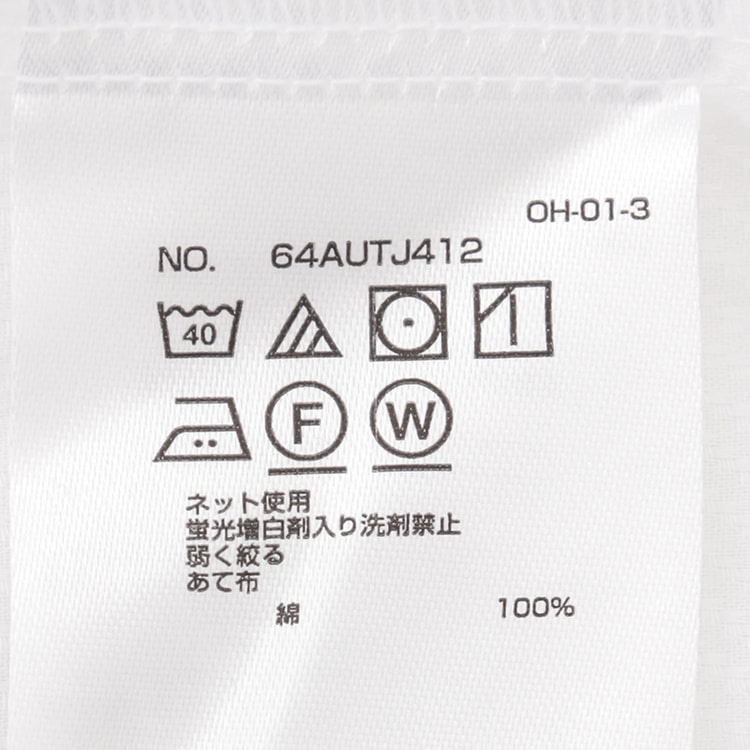 OH-01-3
NO. 64AUTJ412
40
F W
ネット使用
蛍光増白剤入り洗剤禁止
弱く絞る
あて布
綿 100%